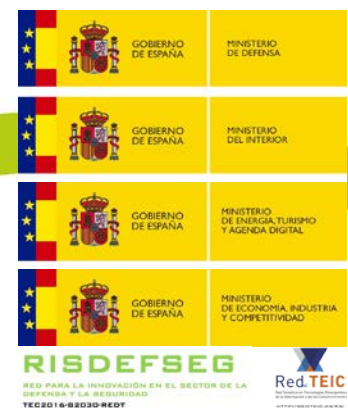 GOBIERNO
DE ESPAÑA
MINISTERIO
DE DEFENSA
GOBIERNO
DE ESPAÑA
MINISTERIO
DEL INTERIOR
GOBIERNO
DE ESPAÑA
MINISTERIO
DE ENERGÍA, TURISMO
Y AGENDA DIGITAL
GOBIERNO
DE ESPAÑA
MINISTERIO
DE ECONOMÍA, INDUSTRIA
Y COMPETITIVIDAD
RISDEFSEG
RED PARA LA INNOVACIÓN EN EL SECTOR DE LA
DEFENSA Y LA SEGURIDAD
TEC2016-82030-REDT
Red.TEIC